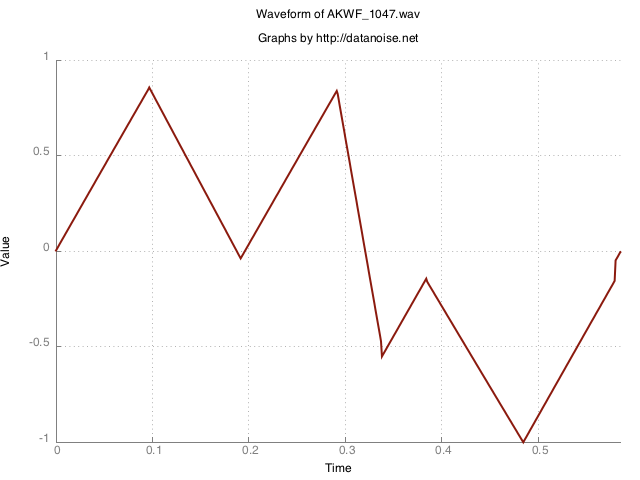 Waveform of AKWF_1047.wav
Graphs by http://datanoise.net
1
0.5
0
-0.5
-1
Value
0 0.1 0.2 0.3 0.4 0.5
Time